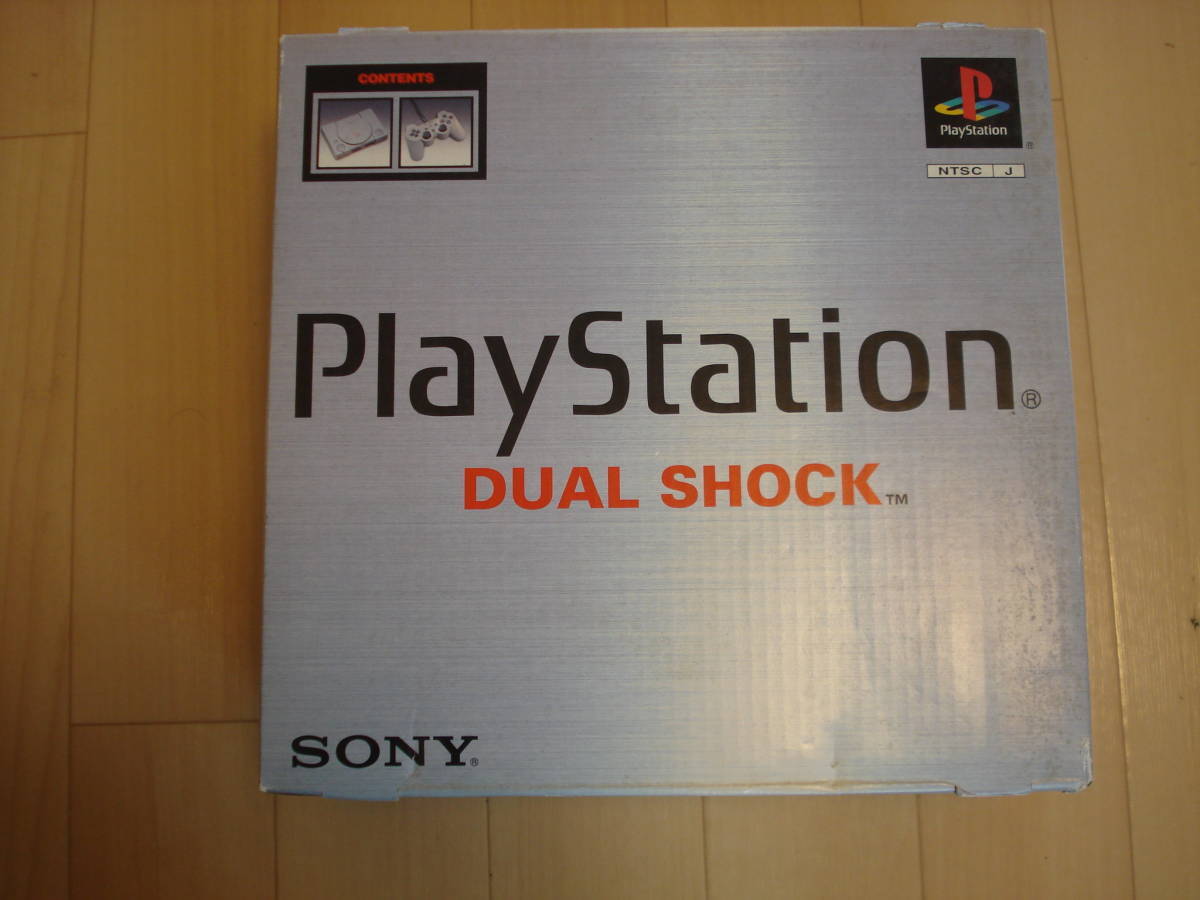 CONTENTS
PlayStation
®
NTSC J
PlayStation®
DUAL SHOCK™
SONY®